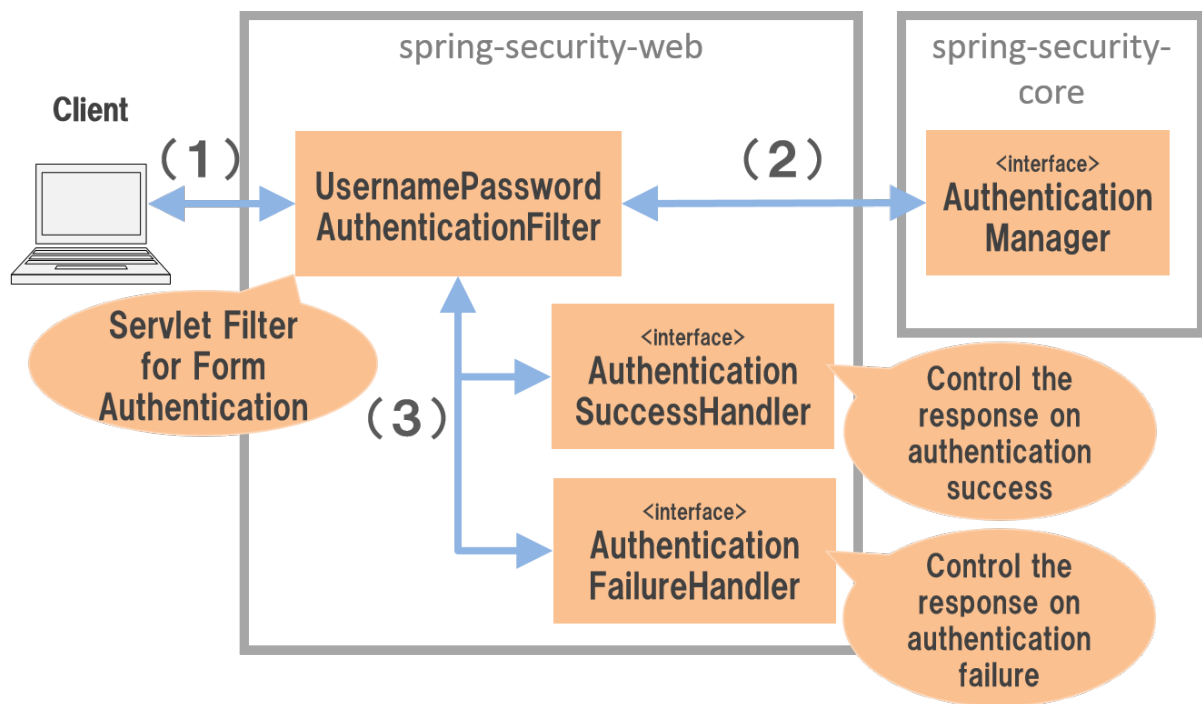 spring-security-web
spring-security-
core
Client
(1)
UsernamePassword
AuthenticationFilter
(2)
<interface>
Authentication
Manager
Servlet Filter
for Form
Authentication
(3)
<interface>
Authentication
SuccessHandler
Control the
response on
authentication
success
<interface>
Authentication
FailureHandler
Control the
response on
authentication
failure